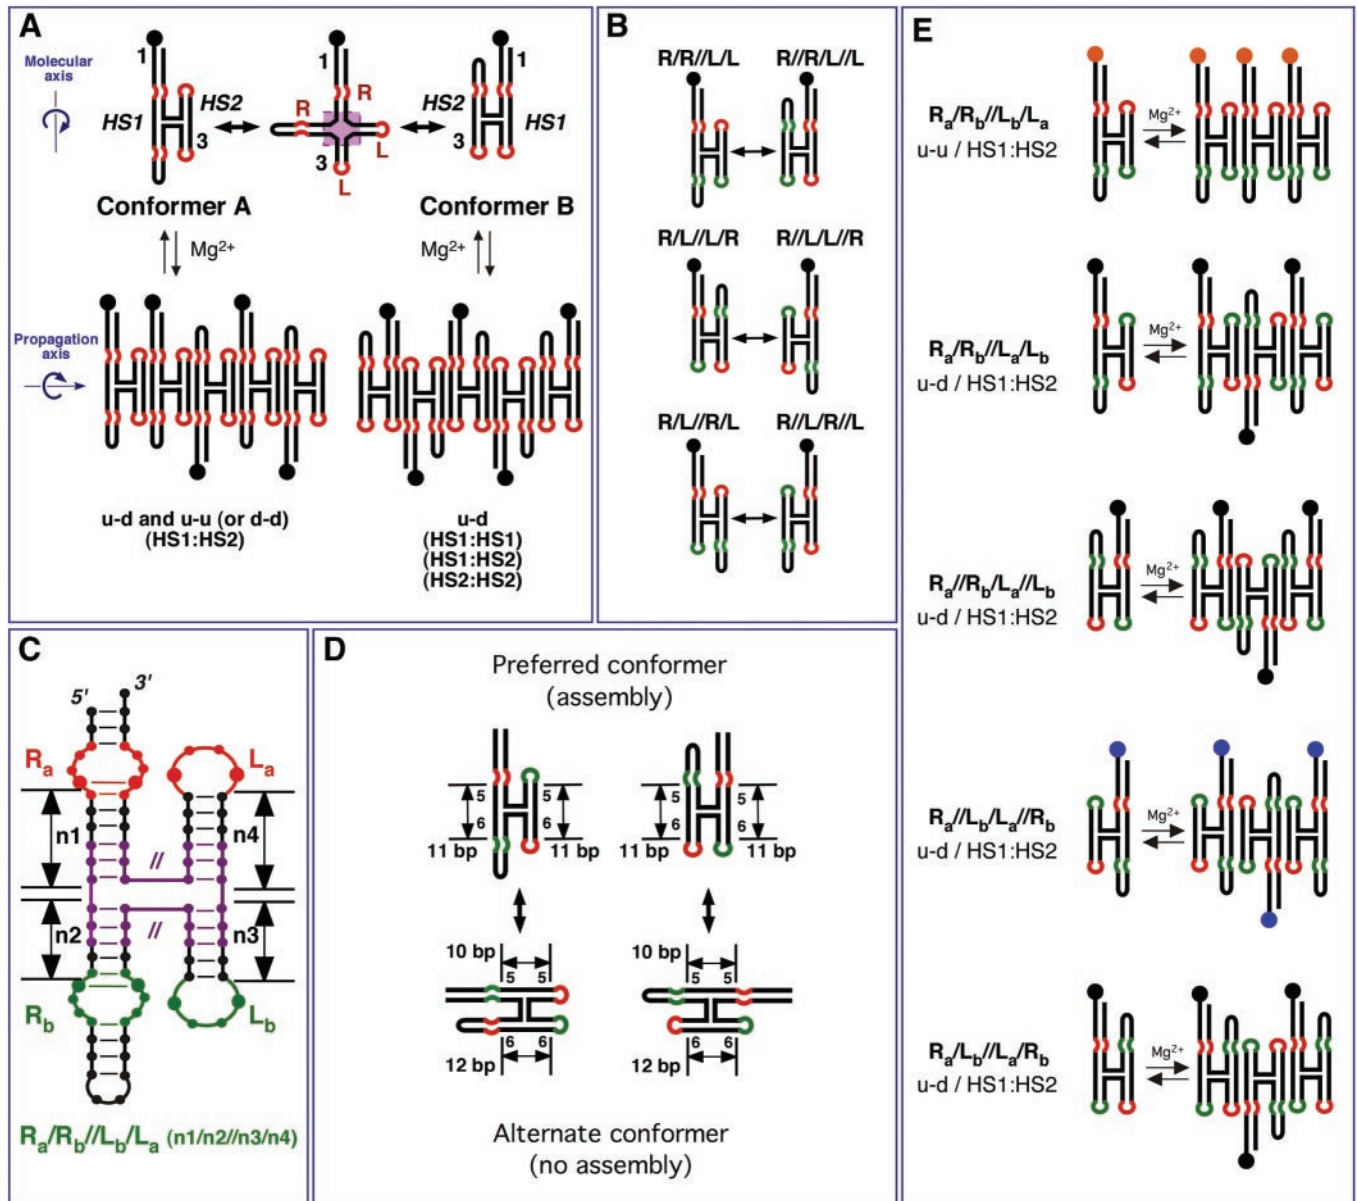 A
Molecular
axis
1
HS1
HS2
3
1
R
R
L
3
L
HS2
3
1
HS1
Conformer A
Conformer B
Mg2+
Mg2+
Propagation
axis
u-d and u-u (or d-d)
(HS1:HS2)
u-d
(HS1:HS1)
(HS1:HS2)
(HS2:HS2)
B
R/R//L/L
R//R/L//L
R/L//L/R
R//L/L//R
R/L//R/L
R//L/R//L
C
5'
3'
Ra
La
n1
n4
//
//
n2
n3
Rb
Lb
Ra/Rb//Lb/La (n1/n2//n3/n4)
D
Preferred conformer
(assembly)
5
6
5
6
11 bp
11 bp
5
6
5
6
11 bp
11 bp
10 bp
5
5
6
6
12 bp
10 bp
5
5
6
6
12 bp
Alternate conformer
(no assembly)
E
Ra/Rb//Lb/La
u-u / HS1:HS2
Mg2+
Ra/Rb//La/Lb
u-d / HS1:HS2
Mg2+
Ra//Rb/La//Lb
u-d / HS1:HS2
Mg2+
Ra//Lb/La//Rb
u-d / HS1:HS2
Mg2+
Ra/Lb//La/Rb
u-d / HS1:HS2
Mg2+